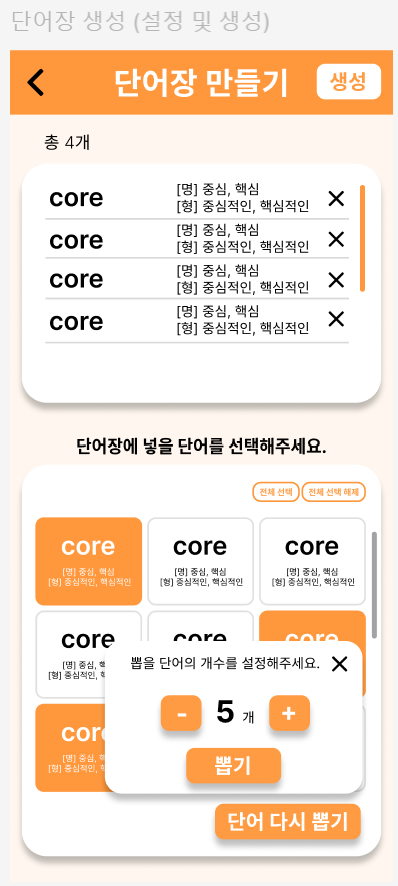 단어장 생성 (설정 및 생성)
단어장 만들기
생성
총 4개
core
[명] 중심, 핵심
[형] 중심적인, 핵심적인
core
[명] 중심, 핵심
[형] 중심적인, 핵심적인
core
[명] 중심, 핵심
[형] 중심적인, 핵심적인
core
[명] 중심, 핵심
[형] 중심적인, 핵심적인
단어장에 넣을 단어를 선택해주세요.
전체 선택
전체 선택 해제
core
[명] 중심, 핵심
[형] 중심적인, 핵심적인
core
[명] 중심, 핵심
[형] 중심적인, 핵심적인
core
[명] 중심, 핵심
[형] 중심적인, 핵심적인
core
[명] 중심,
[형] 중심적인,
core
core
core
[명] 중심,
[형] 중심적인,
뽑을 단어의 개수를 설정해주세요.
- 5 개 +
뽑기
단어 다시 뽑기